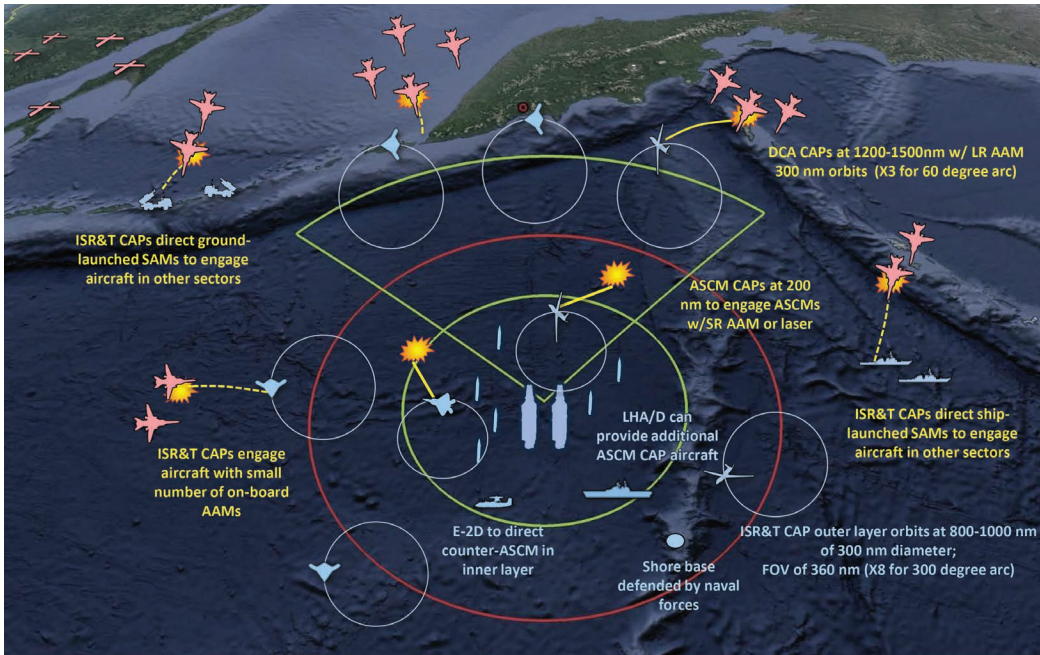 DCA CAPs at 1200-1500nm w/ LR AAM
300 nm orbits  (X3 for 60 degree arc)
ISR&T CAPs direct ground-
launched SAMs to engage
aircraft in other sectors
ASCM CAPs at 200
nm to engage ASCMs
w/SR AAM or laser
LHA/D can
provide additional
ASCM CAP aircraft
ISR&T CAPs direct ship-
launched SAMs to engage
aircraft in other sectors
ISR&T CAPs engage
aircraft with small
number of on-board
AAMs
E-2D to direct
counter-ASCM in
inner layer
ISR&T CAP outer layer orbits at 800-1000 nm
of 300 nm diameter;
FOV of 360 nm (X8 for 300 degree arc)
Shore base
defended by naval
forces